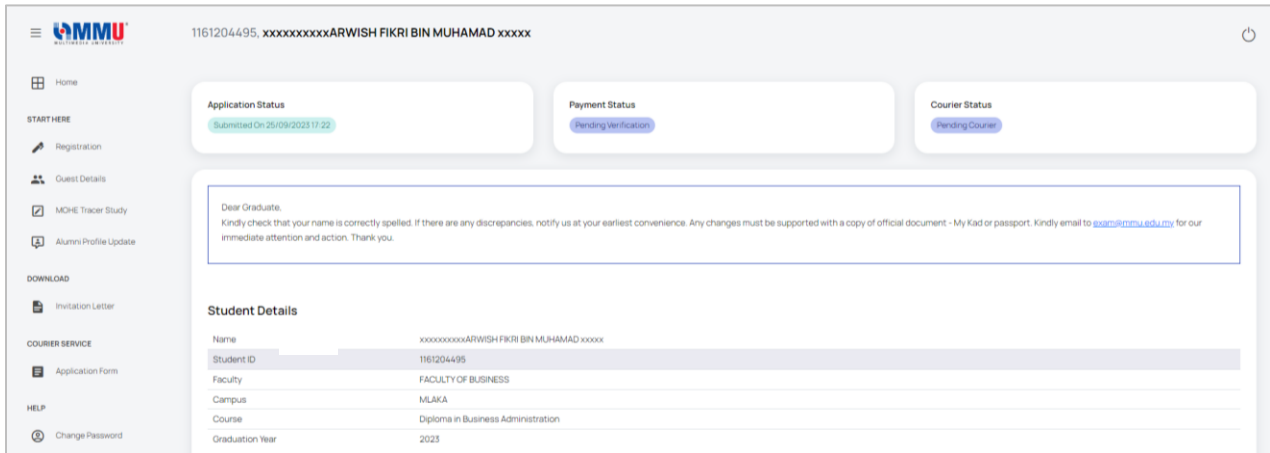 MMU
MULTIMEDIA UNIVERSITY
1161204495, xxxxxxxxxxARWISH FIKRI BIN MUHAMAD xxxxx
Home
START HERE
Registration
Guest Details
MOHE Tracer Study
Alumni Profile Update
DOWNLOAD
Invitation Letter
COURIER SERVICE
Application Form
HELP
Change Password
Application Status
Submitted On 25/09/2023 17:22
Payment Status
Pending Verification
Courier Status
Pending Courier
Dear Graduate,
Kindly check that your name is correctly spelled. If there are any discrepancies, notify us at your earliest convenience. Any changes must be supported with a copy of official document - My Kad or passport. Kindly email to exam@mmu.edu.my for our
immediate attention and action. Thank you.
Student Details
Name xxxxxxxxxxARWISH FIKRI BIN MUHAMAD xxxxx
Student ID 1161204495
Faculty FACULTY OF BUSINESS
Campus MLAKA
Course Diploma in Business Administration
Graduation Year 2023